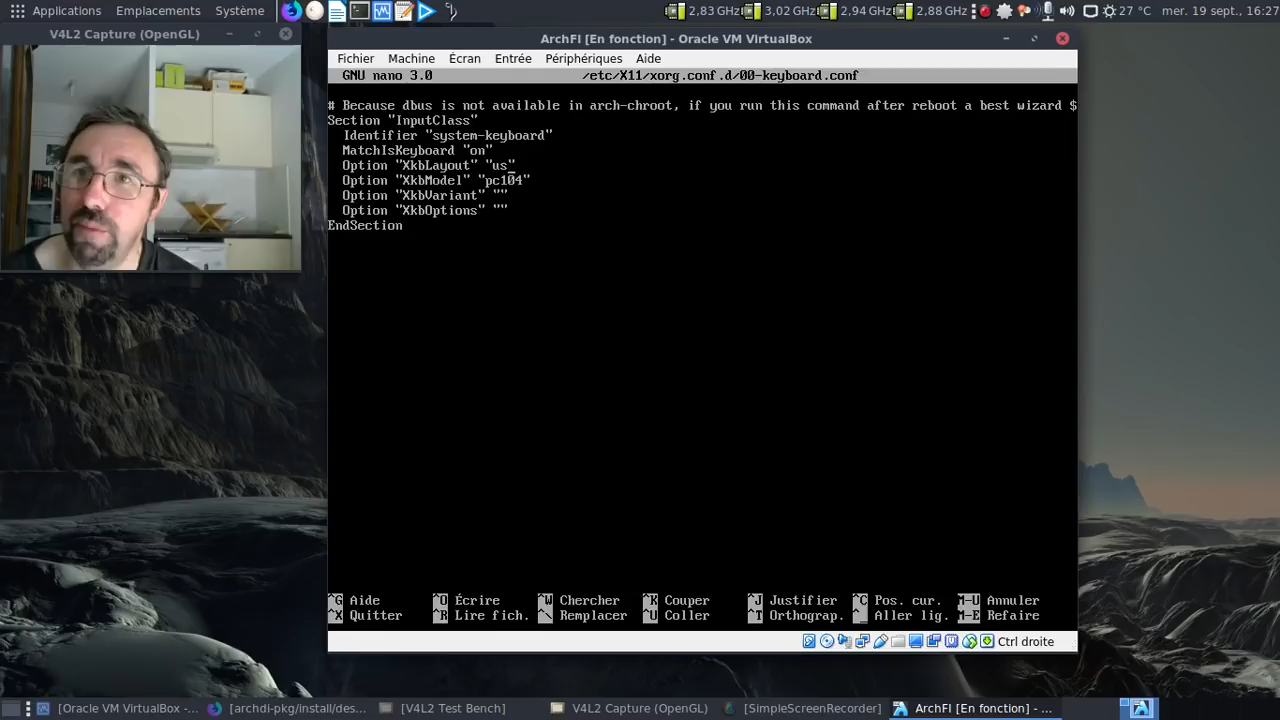 Applications Emplacements Système
2,83 GHz 3,02 GHz 2,94 GHz 2,88 GHz 27 °C mer. 19 sept., 16:27
V4L2 Capture (OpenGL)
ArchFI [En fonction] - Oracle VM VirtualBox
Fichier Machine Écran Entrée Périphériques Aide
GNU nano 3.0 /etc/X11/xorg.conf.d/00-keyboard.conf
# Because dbus is not available in arch-chroot, if you run this command after reboot a best wizard $
Section "InputClass"
Identifier "system-keyboard"
MatchIsKeyboard "on"
Option "XkbLayout" "us"
Option "XkbModel" "pc104"
Option "XkbVariant" ""
Option "XkbOptions" ""
EndSection
^G Aide ^O Écrire ^W Chercher ^K Couper ^J Justifier ^C Pos. cur. M-U Annuler
^X Quitter ^R Lire fich. ^\ Remplacer ^U Coller ^T Orthograp. ^_ Aller lig. M-E Refaire
Ctrl droite
[Oracle VM VirtualBox -... [archdi-pkg/install/des... [V4L2 Test Bench] V4L2 Capture (OpenGL) [SimpleScreenRecorder] ArchFI [En fonction] - ...